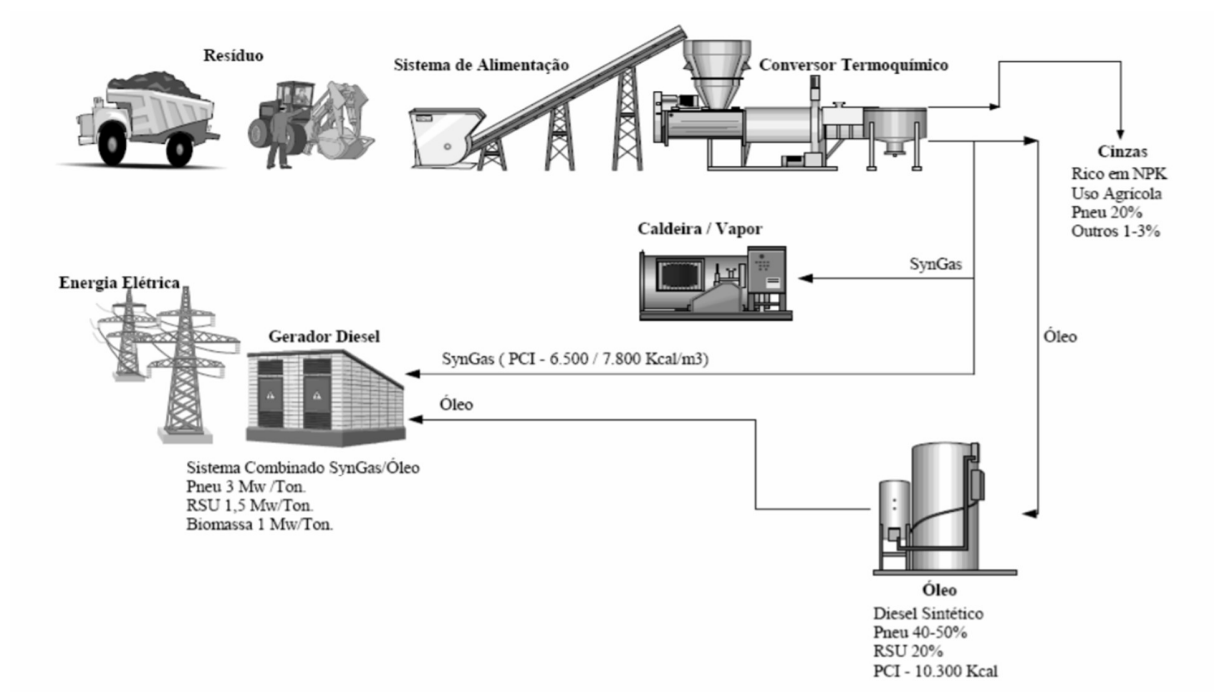 Resíduo
Sistema de Alimentação
Conversor Termoquímico
Cinzas
Rico em NPK
Uso Agrícola
Pneu 20%
Outros 1-3%
Caldeira / Vapor
SynGas
Energia Elétrica
Gerador Diesel
Óleo
SynGas ( PCI - 6.500 / 7.800 Kcal/m3)
Óleo
Sistema Combinado SynGas/Óleo
Pneu 3 Mw /Ton.
RSU 1,5 Mw/Ton.
Biomassa 1 Mw/Ton.
Óleo
Diesel Sintético
Pneu 40-50%
RSU 20%
PCI - 10.300 Kcal